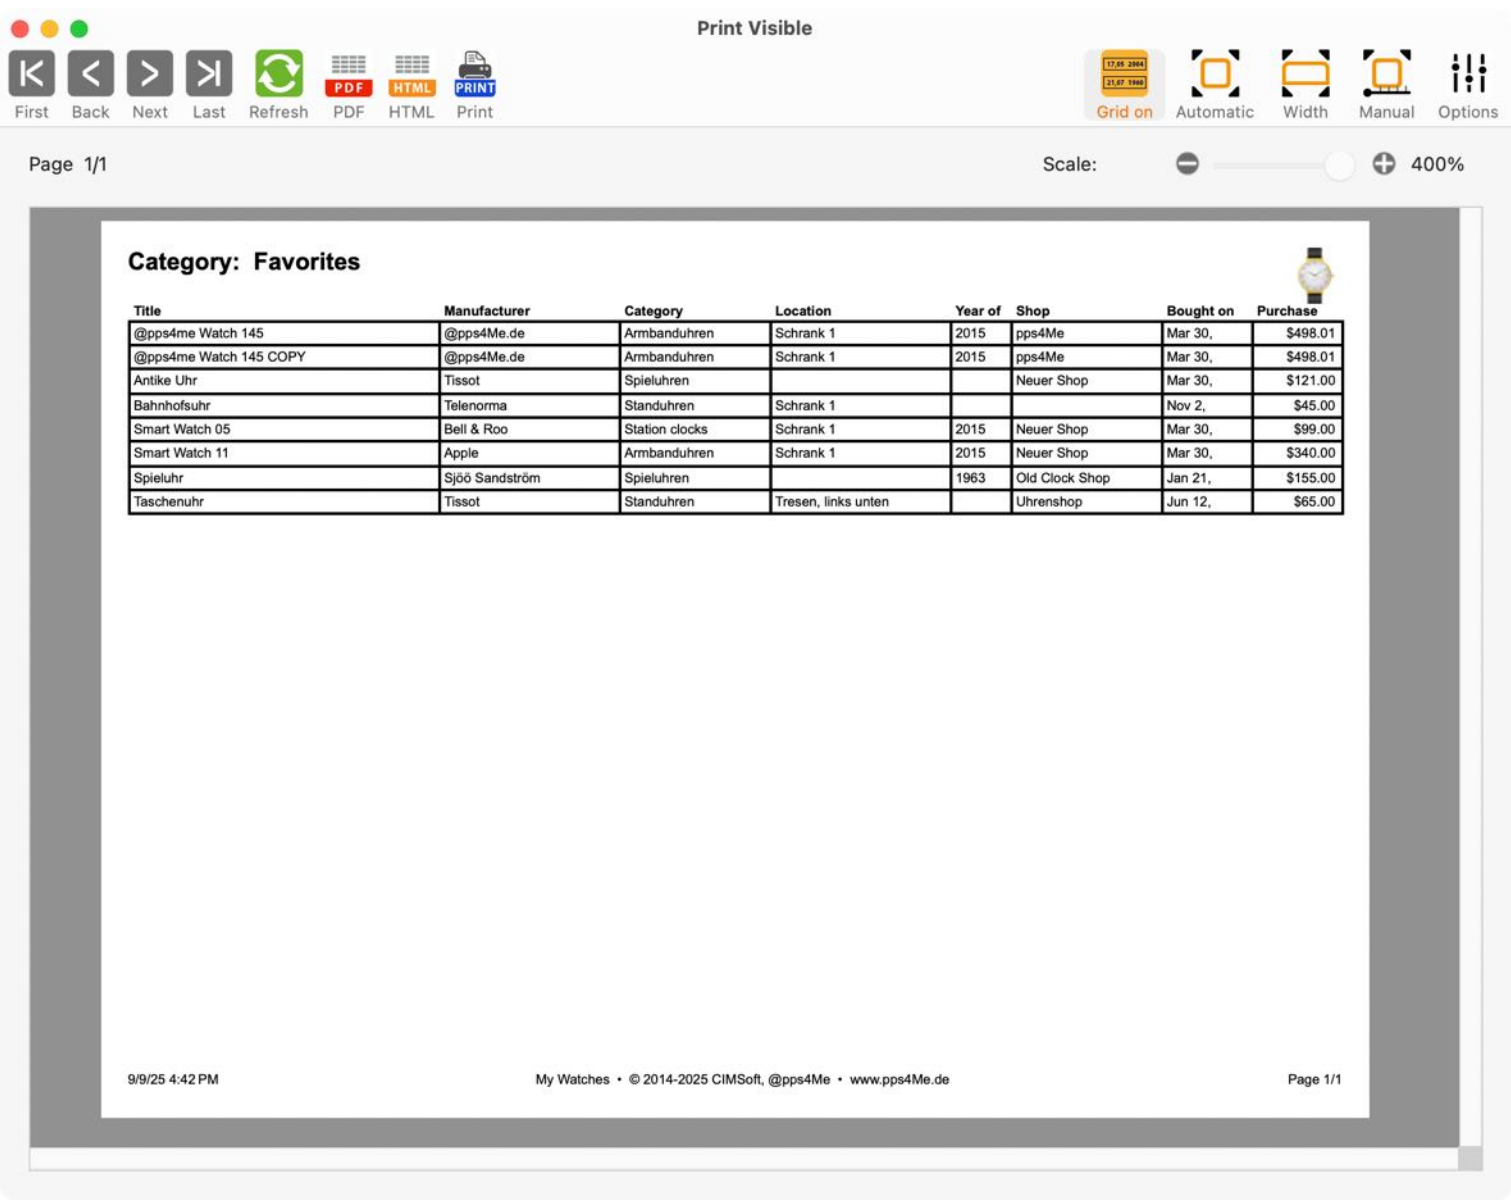 Print Visible
First Back Next Last Refresh PDF PDF HTML HTML PRINT Print 17,05 2004 21,07 1960 Grid on Automatic Width Manual Options
Page 1/1 Scale: 400%
Category: Favorites
Title Manufacturer Category Location Year of Shop Bought on Purchase
@pps4me Watch 145 @pps4Me.de Armbanduhren Schrank 1 2015 pps4Me Mar 30, $498.01
@pps4me Watch 145 COPY @pps4Me.de Armbanduhren Schrank 1 2015 pps4Me Mar 30, $498.01
Antike Uhr Tissot Spieluhren Neuer Shop Mar 30, $121.00
Bahnhofsuhr Telenorma Standuhren Schrank 1 Nov 2, $45.00
Smart Watch 05 Bell & Roo Station clocks Schrank 1 2015 Neuer Shop Mar 30, $99.00
Smart Watch 11 Apple Armbanduhren Schrank 1 2015 Neuer Shop Mar 30, $340.00
Spieluhr Sjöö Sandström Spieluhren 1963 Old Clock Shop Jan 21, $155.00
Taschenuhr Tissot Standuhren Tresen, links unten Uhrenshop Jun 12, $65.00
9/9/25 4:42 PM My Watches • © 2014-2025 CIMSoft, @pps4Me • www.pps4Me.de Page 1/1